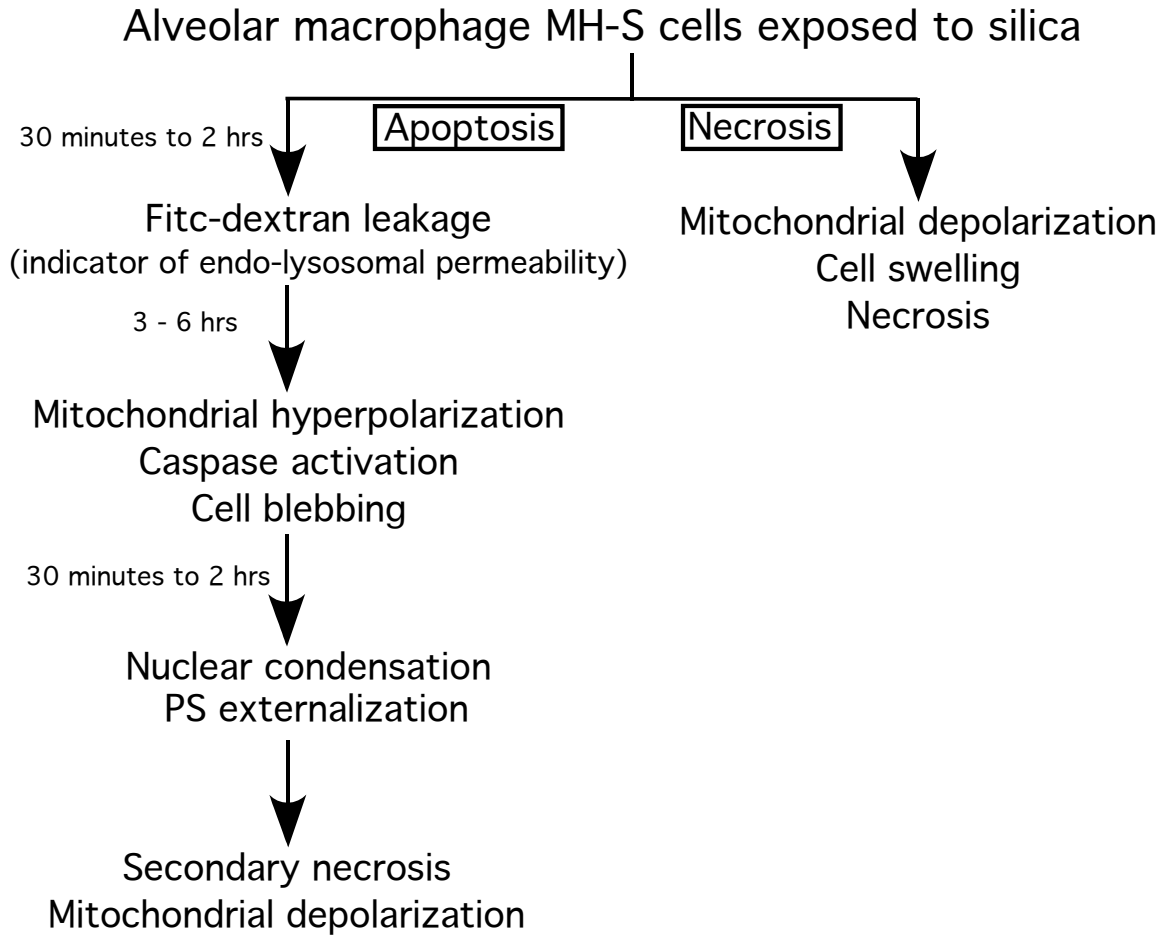 Alveolar macrophage MH-S cells exposed to silica
Apoptosis
Necrosis
30 minutes to 2 hrs
Fitc-dextran leakage
(indicator of endo-lysosomal permeability)
3 - 6 hrs
Mitochondrial hyperpolarization
Caspase activation
Cell blebbing
30 minutes to 2 hrs
Nuclear condensation
PS externalization
Secondary necrosis
Mitochondrial depolarization
Mitochondrial depolarization
Cell swelling
Necrosis